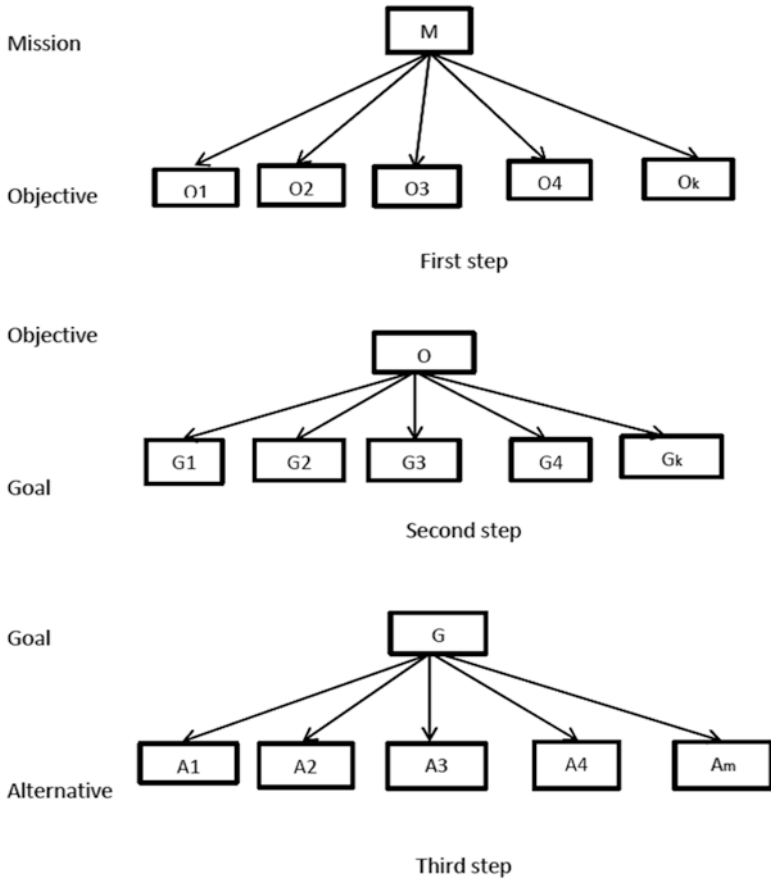 M
Mission
Objective
O1
O2
O3
O4
Ok
First step
Objective
O
Goal
G1
G2
G3
G4
Gk
Second step
Goal
G
Alternative
A1
A2
A3
A4
Am
Third step